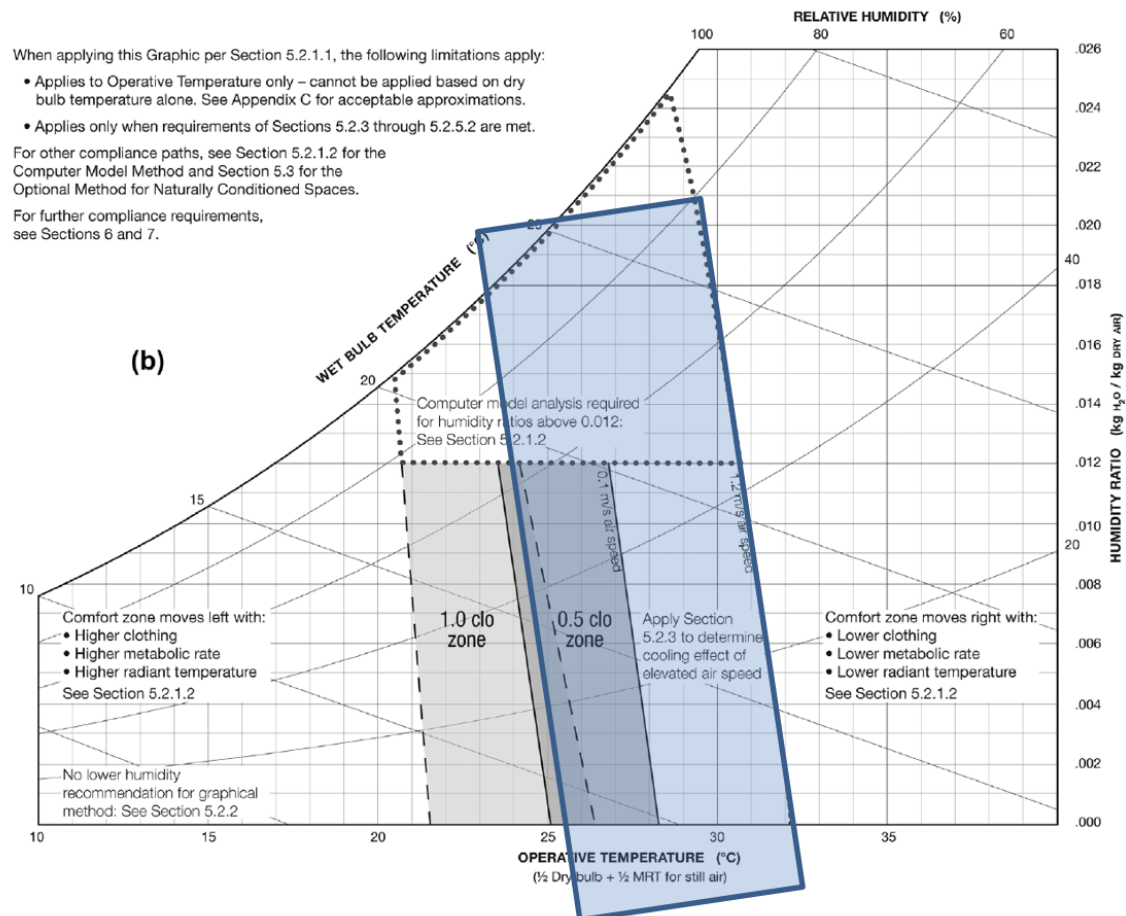 RELATIVE HUMIDITY (%)
100
80
60
When applying this Graphic per Section 5.2.1.1, the following limitations apply:
• Applies to Operative Temperature only – cannot be applied based on dry
bulb temperature alone. See Appendix C for acceptable approximations.
• Applies only when requirements of Sections 5.2.3 through 5.2.5.2 are met.
For other compliance paths, see Section 5.2.1.2 for the
Computer Model Method and Section 5.3 for the
Optional Method for Naturally Conditioned Spaces.
For further compliance requirements,
see Sections 6 and 7.
.026
.024
.022
.020
.018
.016
.014
.012
.010
.008
.006
.004
.002
.000
HUMIDITY RATIO (kg H₂O / kg DRY AIR)
40
20
WET BULB TEMPERATURE (°C)
25
20
15
10
(b)
Computer model analysis required
for humidity ratios above 0.012:
See Section 5.2.1.2
0.1 m/s air speed
1.2 m/s air speed
1.0 clo
zone
0.5 clo
zone
Comfort zone moves left with:
• Higher clothing
• Higher metabolic rate
• Higher radiant temperature
See Section 5.2.1.2
Apply Section
5.2.3 to determine
cooling effect of
elevated air speed
Comfort zone moves right with:
• Lower clothing
• Lower metabolic rate
• Lower radiant temperature
See Section 5.2.1.2
No lower humidity
recommendation for graphical
method: See Section 5.2.2
10
15
20
25
30
35
OPERATIVE TEMPERATURE (°C)
(½ Dry bulb + ½ MRT for still air)